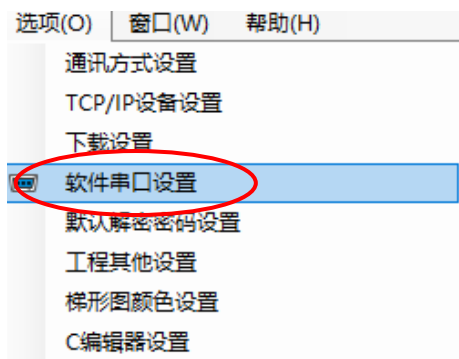 选项(O) 窗口(W) 帮助(H)
通讯方式设置
TCP/IP设备设置
下载设置
软件串口设置
默认解密密码设置
工程其他设置
梯形图颜色设置
C编辑器设置